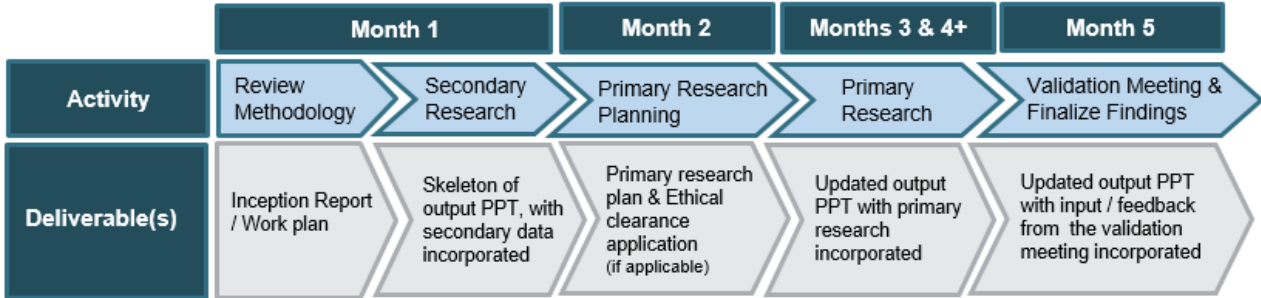 Month 1
Month 2
Months 3 & 4+
Month 5
Activity
Review
Methodology
Secondary
Research
Primary Research
Planning
Primary
Research
Validation Meeting &
Finalize Findings
Deliverable(s)
Inception Report
/ Work plan
Skeleton of
output PPT, with
secondary data
incorporated
Primary research
plan & Ethical
clearance
application
(if applicable)
Updated output
PPT with primary
research
incorporated
Updated output PPT
with input / feedback
from the validation
meeting incorporated